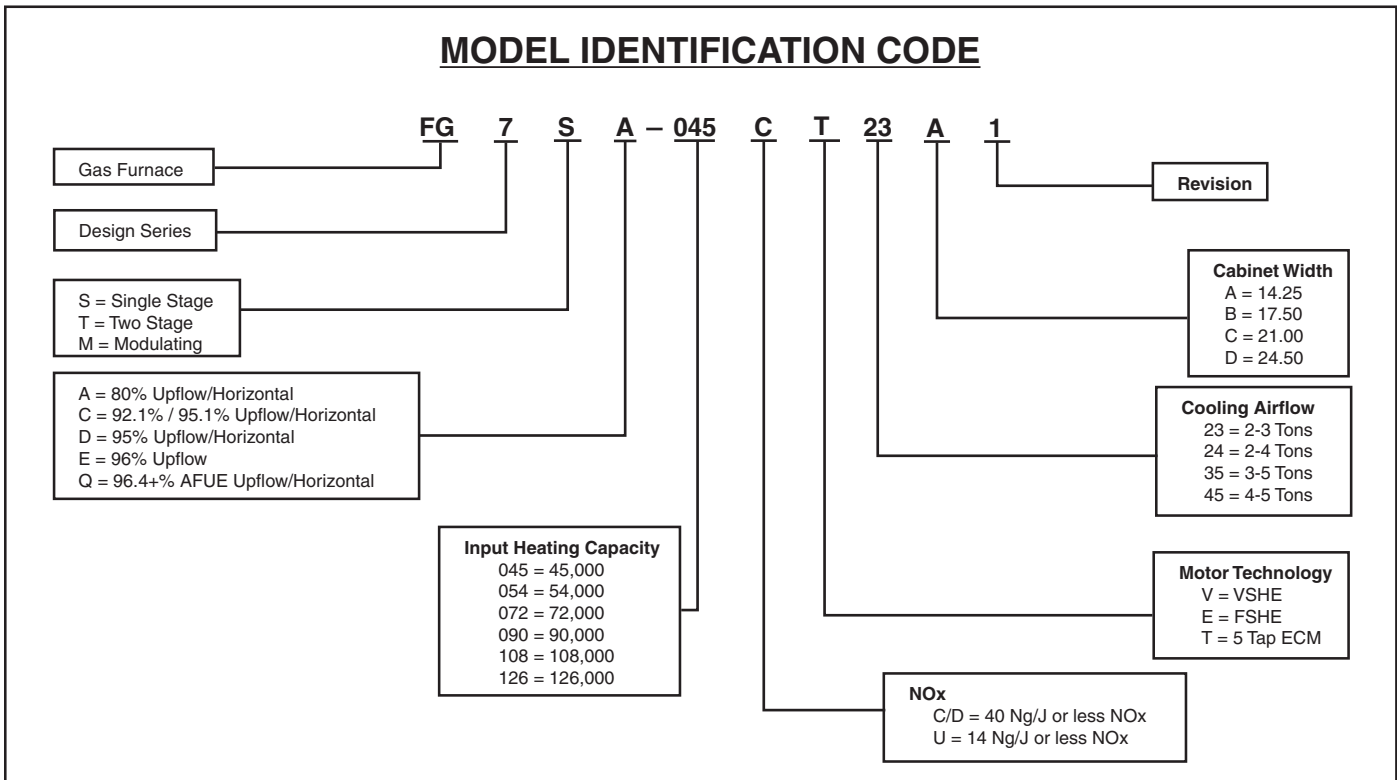 MODEL IDENTIFICATION CODE
FG 7 S A – 045 C T 23 A 1
Gas Furnace
Design Series
S = Single Stage
T = Two Stage
M = Modulating
A = 80% Upflow/Horizontal
C = 92.1% / 95.1% Upflow/Horizontal
D = 95% Upflow/Horizontal
E = 96% Upflow
Q = 96.4+% AFUE Upflow/Horizontal
Input Heating Capacity
045 = 45,000
054 = 54,000
072 = 72,000
090 = 90,000
108 = 108,000
126 = 126,000
Revision
Cabinet Width
A = 14.25
B = 17.50
C = 21.00
D = 24.50
Cooling Airflow
23 = 2-3 Tons
24 = 2-4 Tons
35 = 3-5 Tons
45 = 4-5 Tons
Motor Technology
V = VSHE
E = FSHE
T = 5 Tap ECM
NOx
C/D = 40 Ng/J or less NOx
U = 14 Ng/J or less NOx